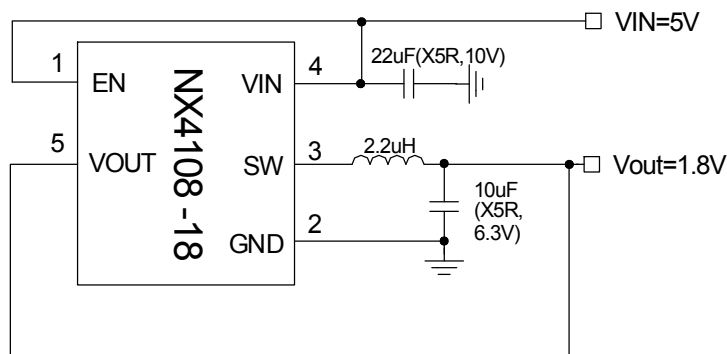 VIN=5V
1
EN
NX4108-18
VIN
4
22uF(X5R,10V)
5
VOUT
SW
3
2.2uH
Vout=1.8V
10uF
(X5R,
6.3V)
GND
2